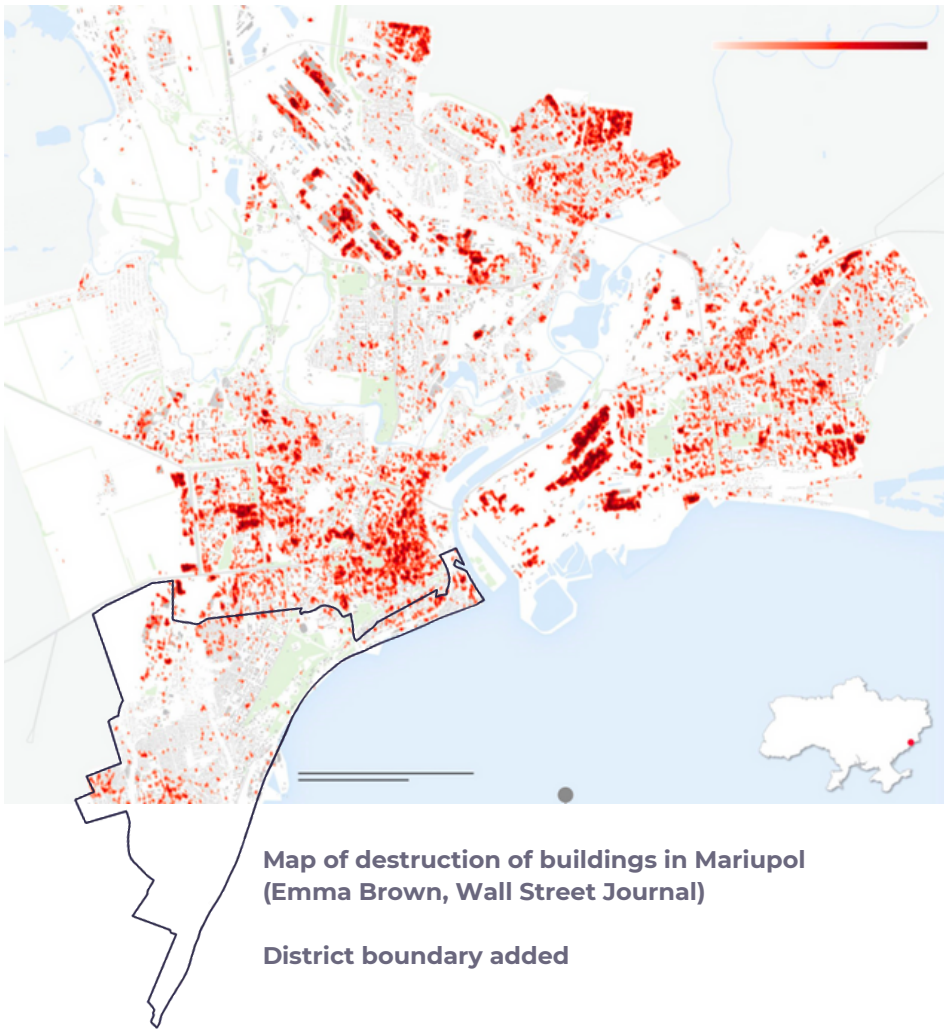 Map of destruction of buildings in Mariupol
(Emma Brown, Wall Street Journal)
District boundary added